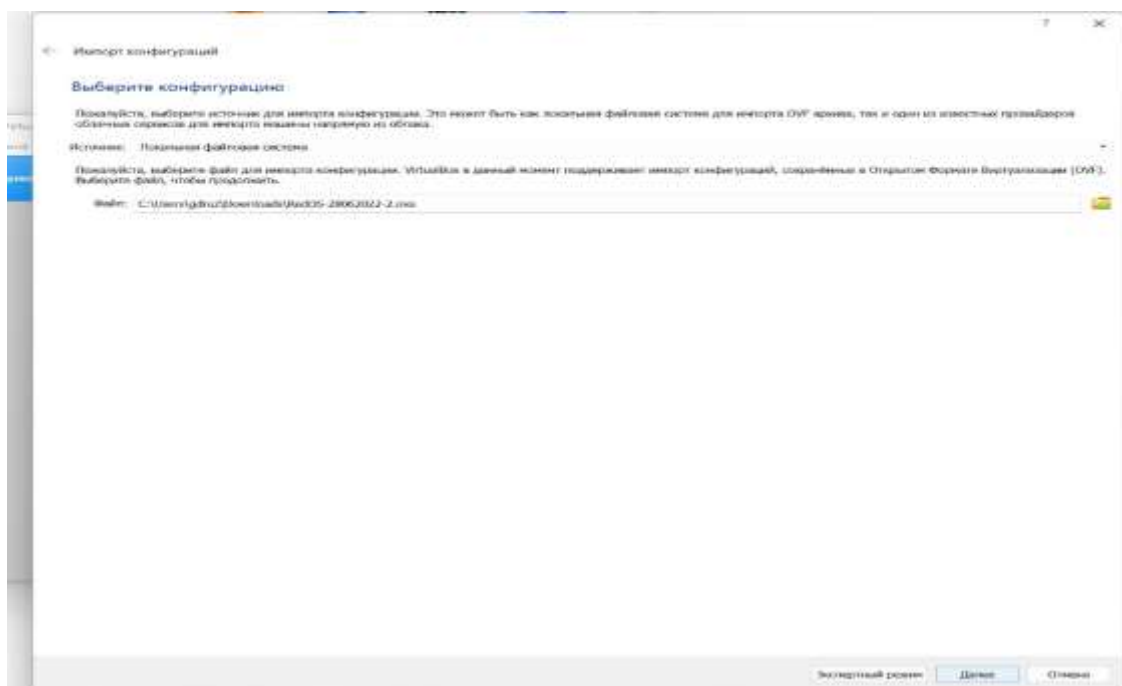 Импорт конфигураций
Выберите конфигурацию
Пожалуйста, выберите источник для импорта конфигурации. Это может быть как локальная файловая система для импорта OVF архива, так и один из известных провайдеров
облачных сервисов для импорта машины напрямую из облака.
Источник: Локальная файловая система
Пожалуйста, выберите файл для импорта конфигурации. VirtualBox в данный момент поддерживает импорт конфигураций, сохранённых в Открытом Формате Виртуализации (OVF).
Выберите файл, чтобы продолжить.
Файл:
Экспертный режим Далее Отмена